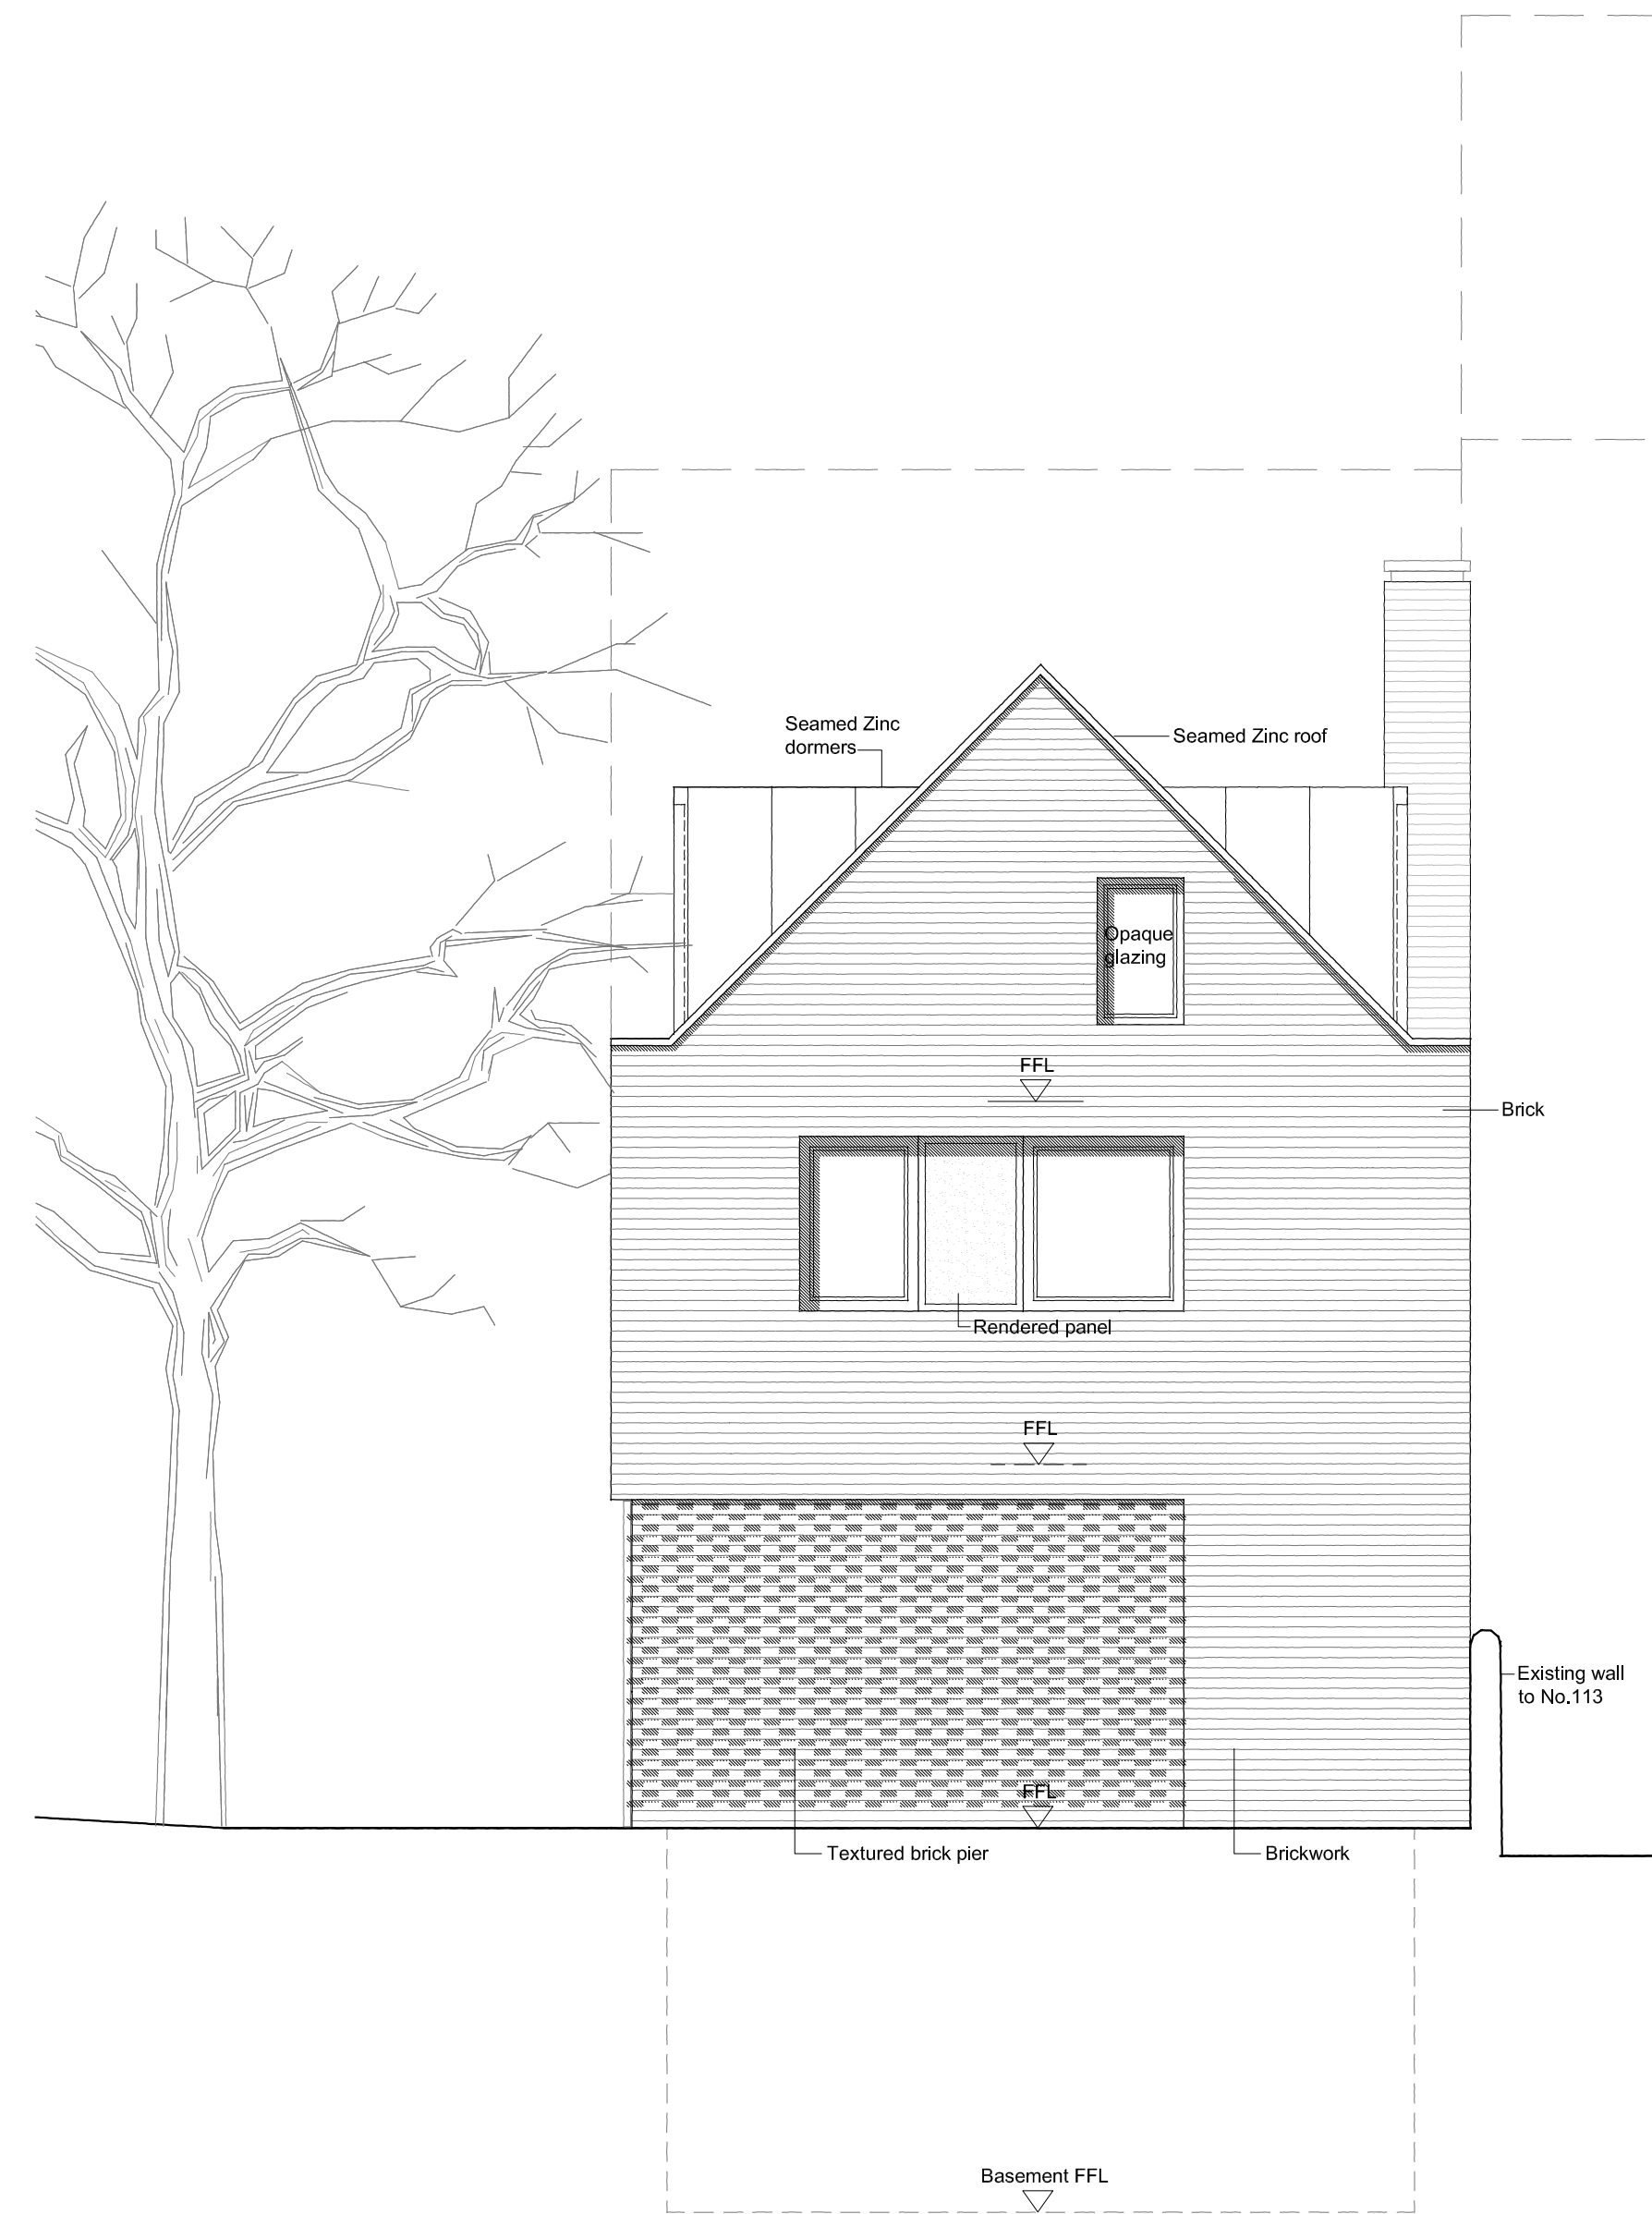 Seamed Zinc
dormers
Seamed Zinc roof
Opaque
glazing
FFL
Brick
Rendered panel
FFL
Existing wall
to No.113
FFL
Textured brick pier
Brickwork
Basement FFL